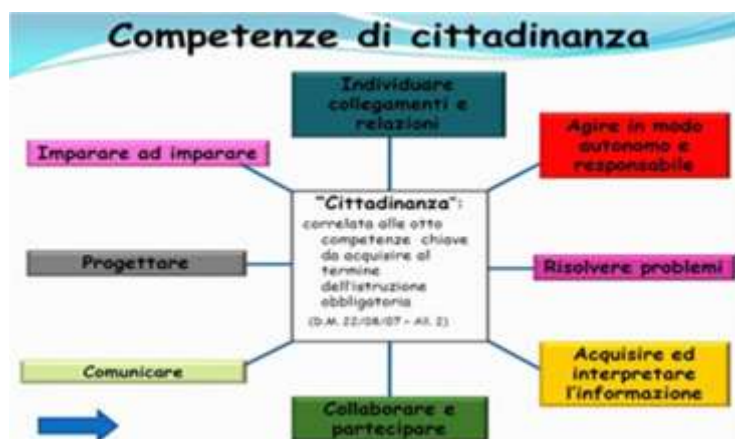 Competenze di cittadinanza
Individuare
collegamenti e
relazioni
Agire in modo
autonomo e
responsabile
Imparare ad imparare
"Cittadinanza":
correlata alle otto
competenze chiave
da acquisire al
termine
dell'istruzione
obbligatoria
(D.M. 22/08/07 - All. 2)
Progettare
Risolvere problemi
Comunicare
Acquisire ed
interpretare
l'informazione
Collaborare e
partecipare